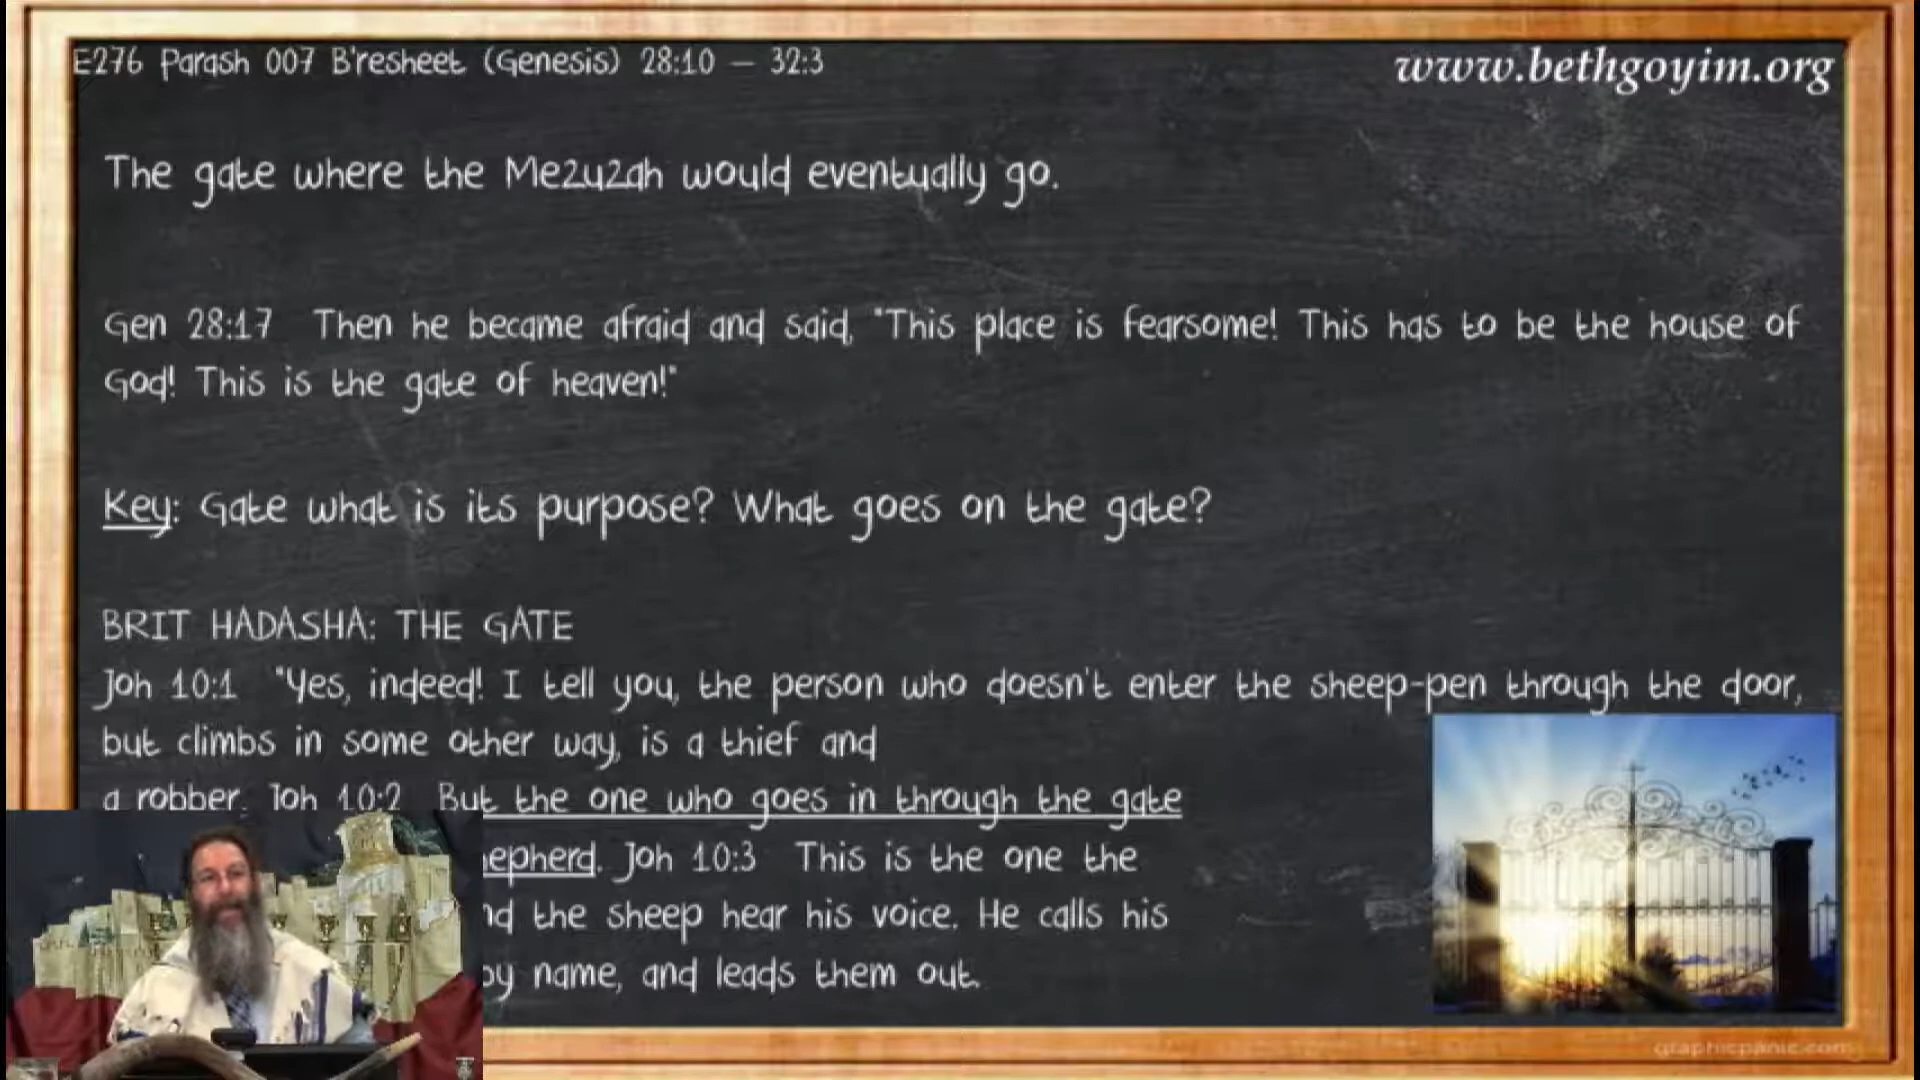 E276 Parash 007 B'resheet (Genesis) 28:10 – 32:3
www.bethgoyim.org
The gate where the Mezuzah would eventually go.
Gen 28:17 Then he became afraid and said, "This place is fearsome! This has to be the house of
God! This is the gate of heaven!"
Key: Gate what is its purpose? What goes on the gate?
BRIT HADASHA: THE GATE
Joh 10:1 "Yes, indeed! I tell you, the person who doesn't enter the sheep-pen through the door,
but climbs in some other way, is a thief and
a robber. Joh 10:2 But the one who goes in through the gate
hepherd. Joh 10:3 This is the one the
nd the sheep hear his voice. He calls his
by name, and leads them out.
graphicpanic.com